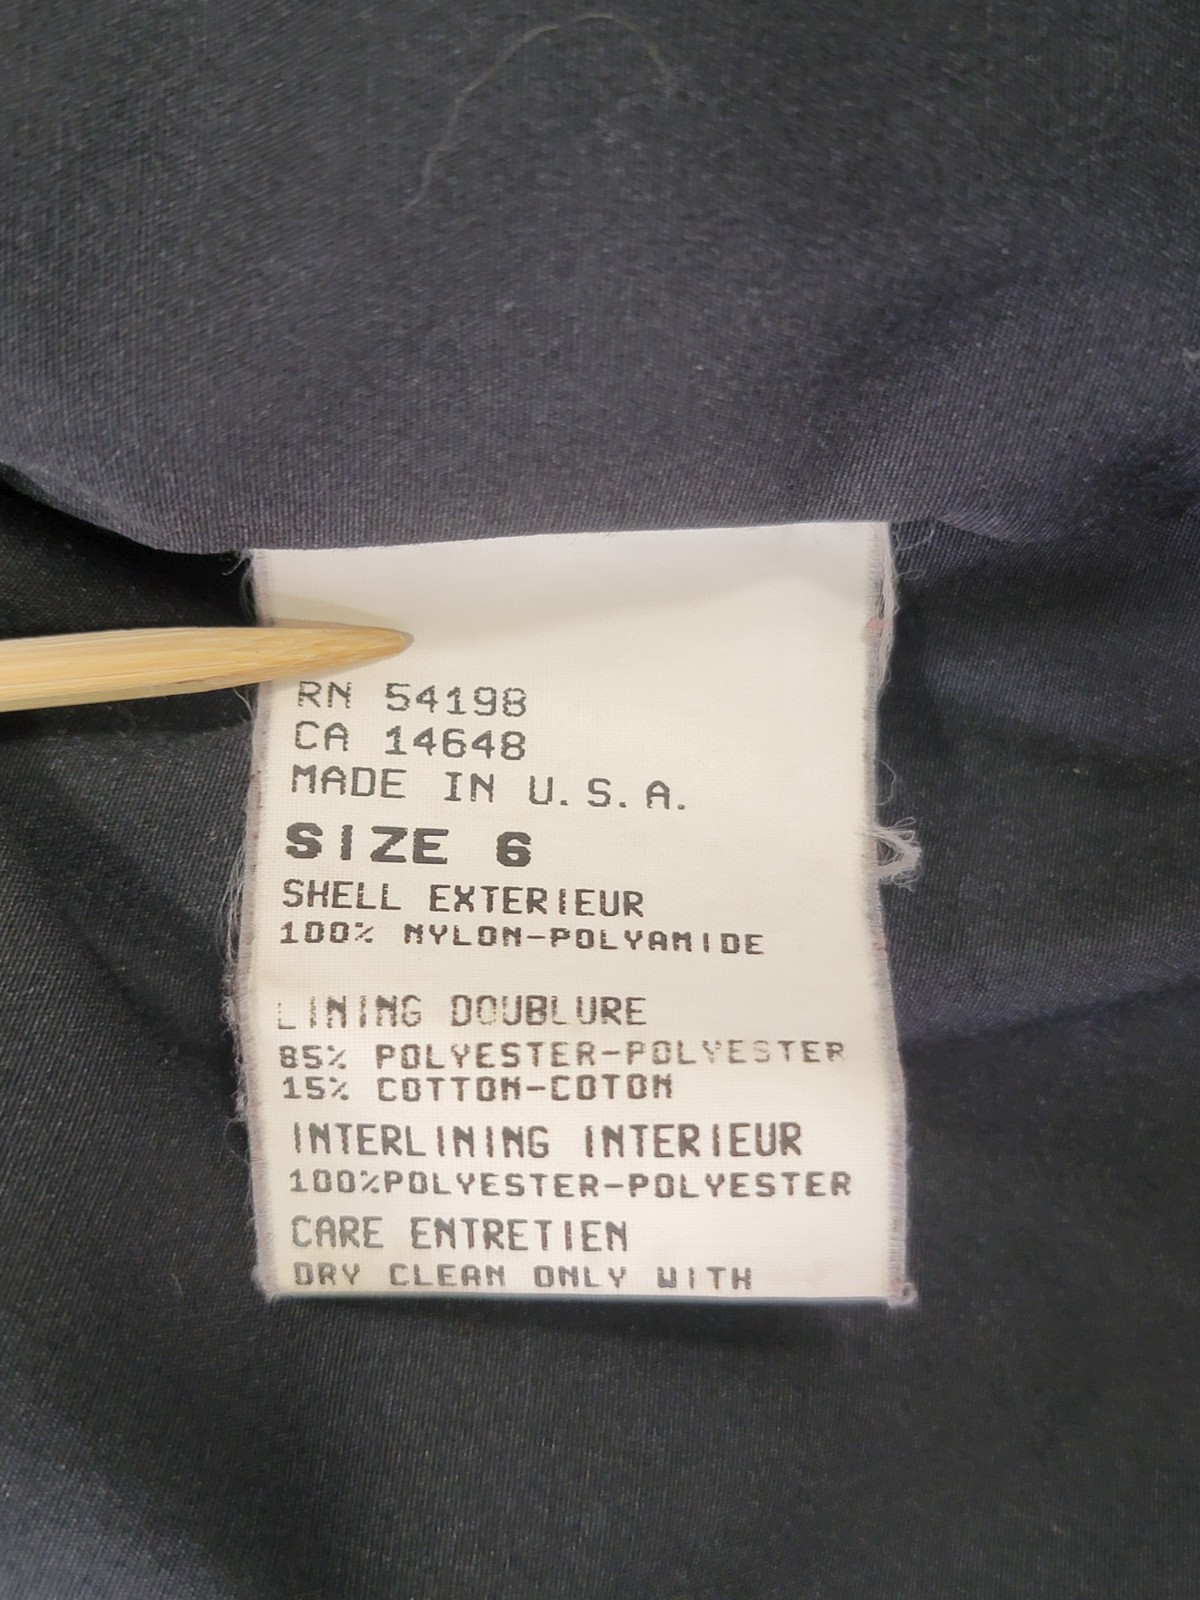 RN 54198
CA 14648
MADE IN U.S.A.
SIZE 6
SHELL EXTERIEUR
100% NYLON-POLYAMIDE
LINING DOUBLURE
85% POLYESTER-POLYESTER
15% COTTON-COTON
INTERLINING INTERIEUR
100%POLYESTER-POLYESTER
CARE ENTRETIEN
DRY CLEAN ONLY WITH